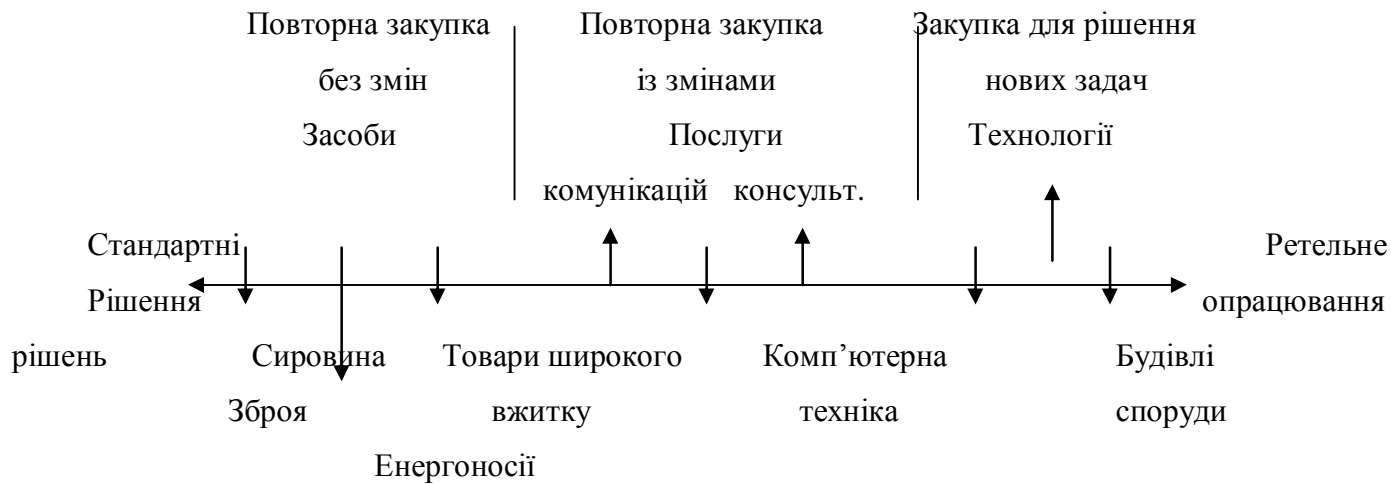 Повторна закупка Повторна закупка Закупка для рішення
без змін із змінами нових задач
Засоби Послуги Технології
комунікацій консульт.
Стандартні Ретельне
Рішення опрацювання
рішень Сировина Товари широкого Комп’ютерна Будівлі
Зброя вжитку техніка споруди
Енергоносії